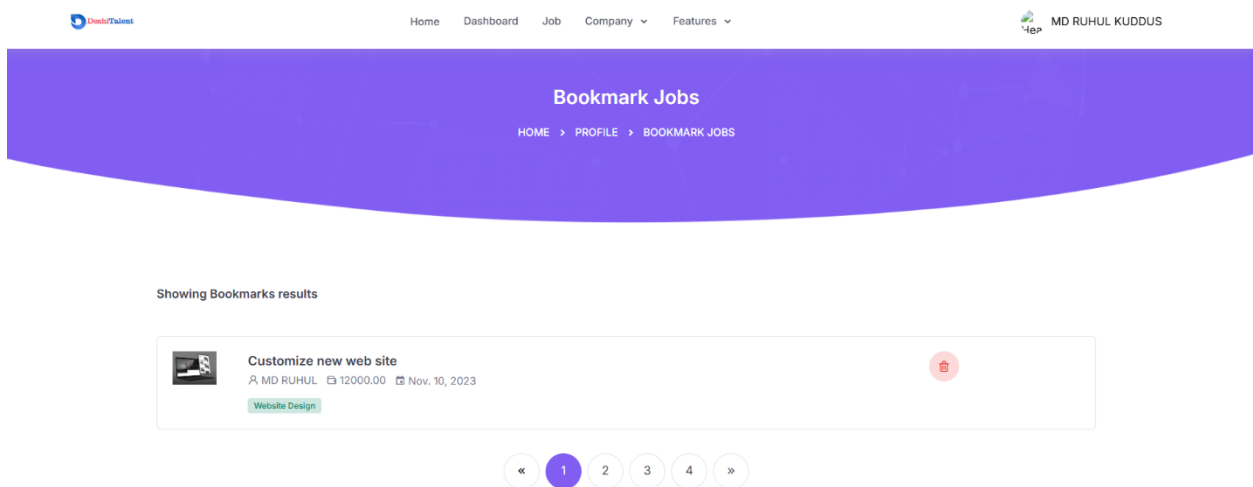 DeshiTalent
Home Dashboard Job Company Features
Hea
MD RUHUL KUDDUS
Bookmark Jobs
HOME > PROFILE > BOOKMARK JOBS
Showing Bookmarks results
Customize new web site
MD RUHUL 12000.00 Nov. 10, 2023
Website Design
« 1 2 3 4 »